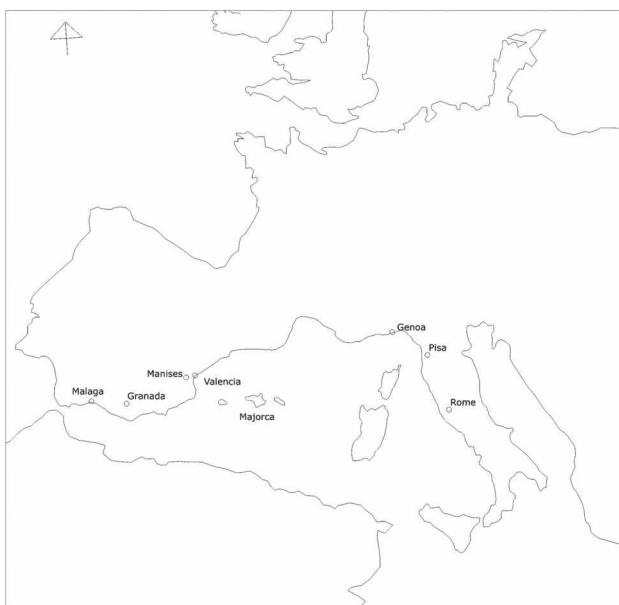 Genoa
Pisa
Manises
Valencia
Malaga
Granada
Rome
Majorca